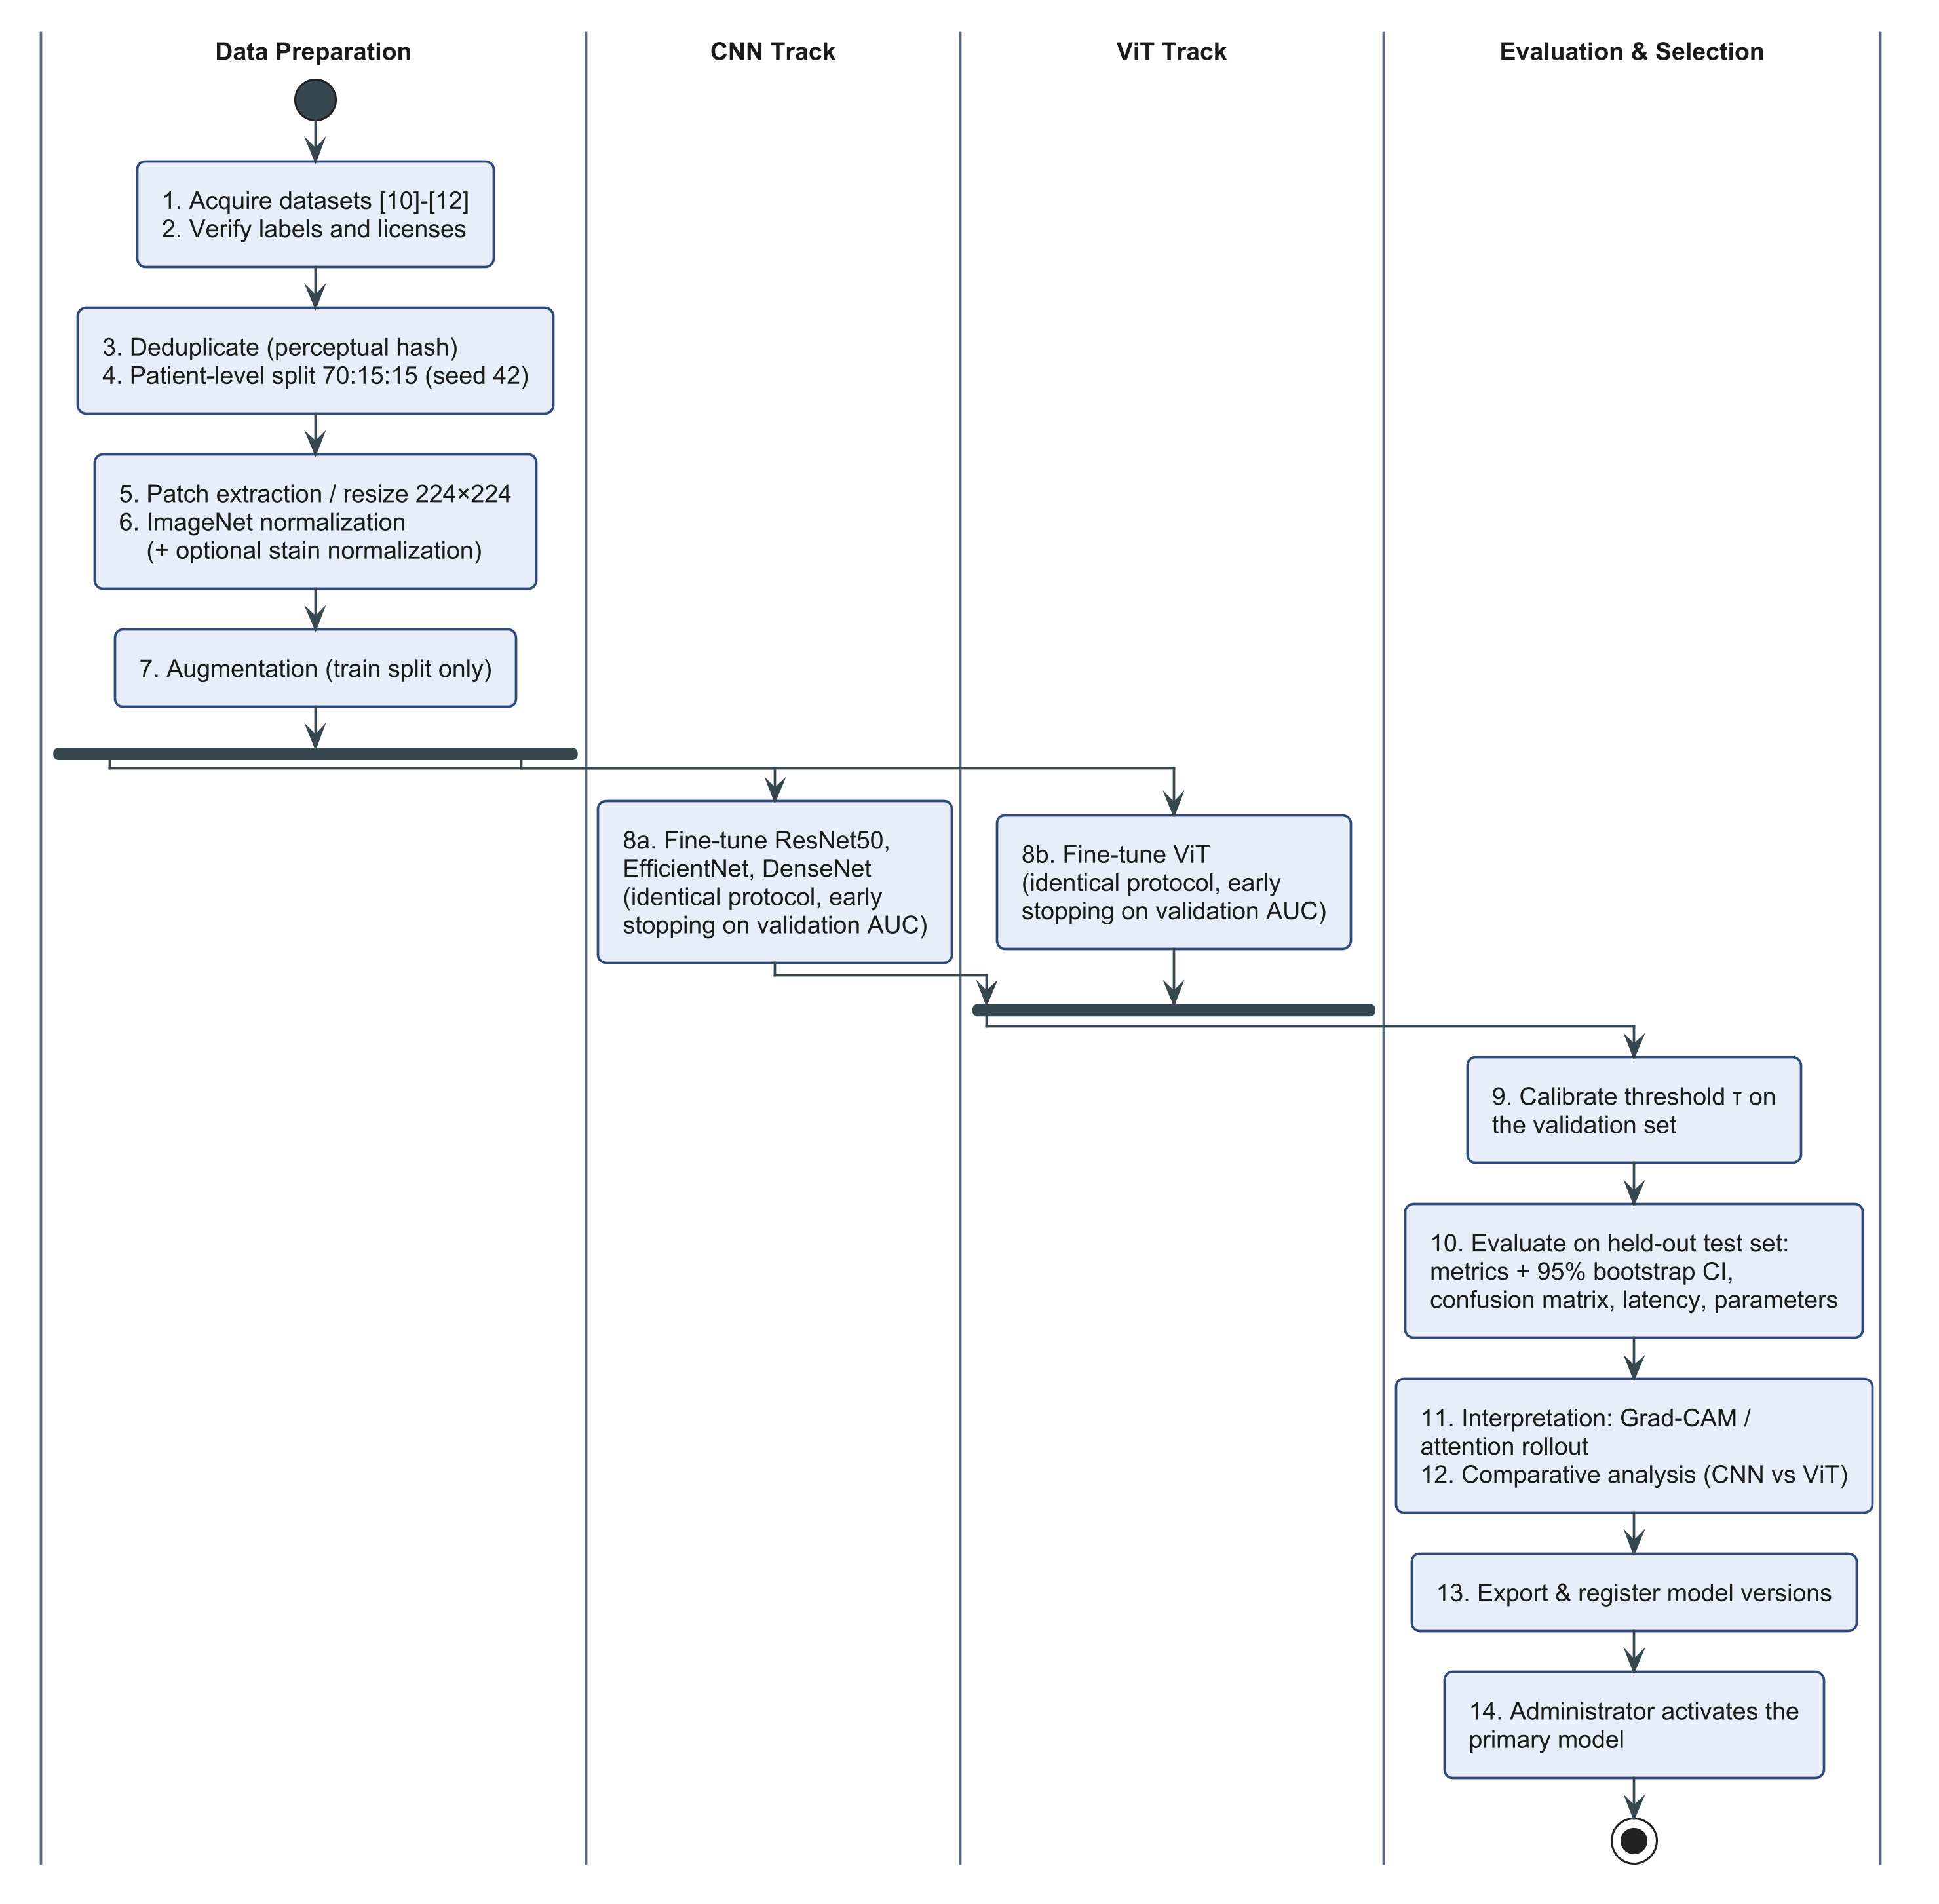 Data Preparation
CNN Track
ViT Track
Evaluation & Selection
1. Acquire datasets [10]-[12]
2. Verify labels and licenses
3. Deduplicate (perceptual hash)
4. Patient-level split 70:15:15 (seed 42)
5. Patch extraction / resize 224×224
6. ImageNet normalization
(+ optional stain normalization)
7. Augmentation (train split only)
8a. Fine-tune ResNet50,
EfficientNet, DenseNet
(identical protocol, early
stopping on validation AUC)
8b. Fine-tune ViT
(identical protocol, early
stopping on validation AUC)
9. Calibrate threshold τ on
the validation set
10. Evaluate on held-out test set:
metrics + 95% bootstrap CI,
confusion matrix, latency, parameters
11. Interpretation: Grad-CAM /
attention rollout
12. Comparative analysis (CNN vs ViT)
13. Export & register model versions
14. Administrator activates the
primary model